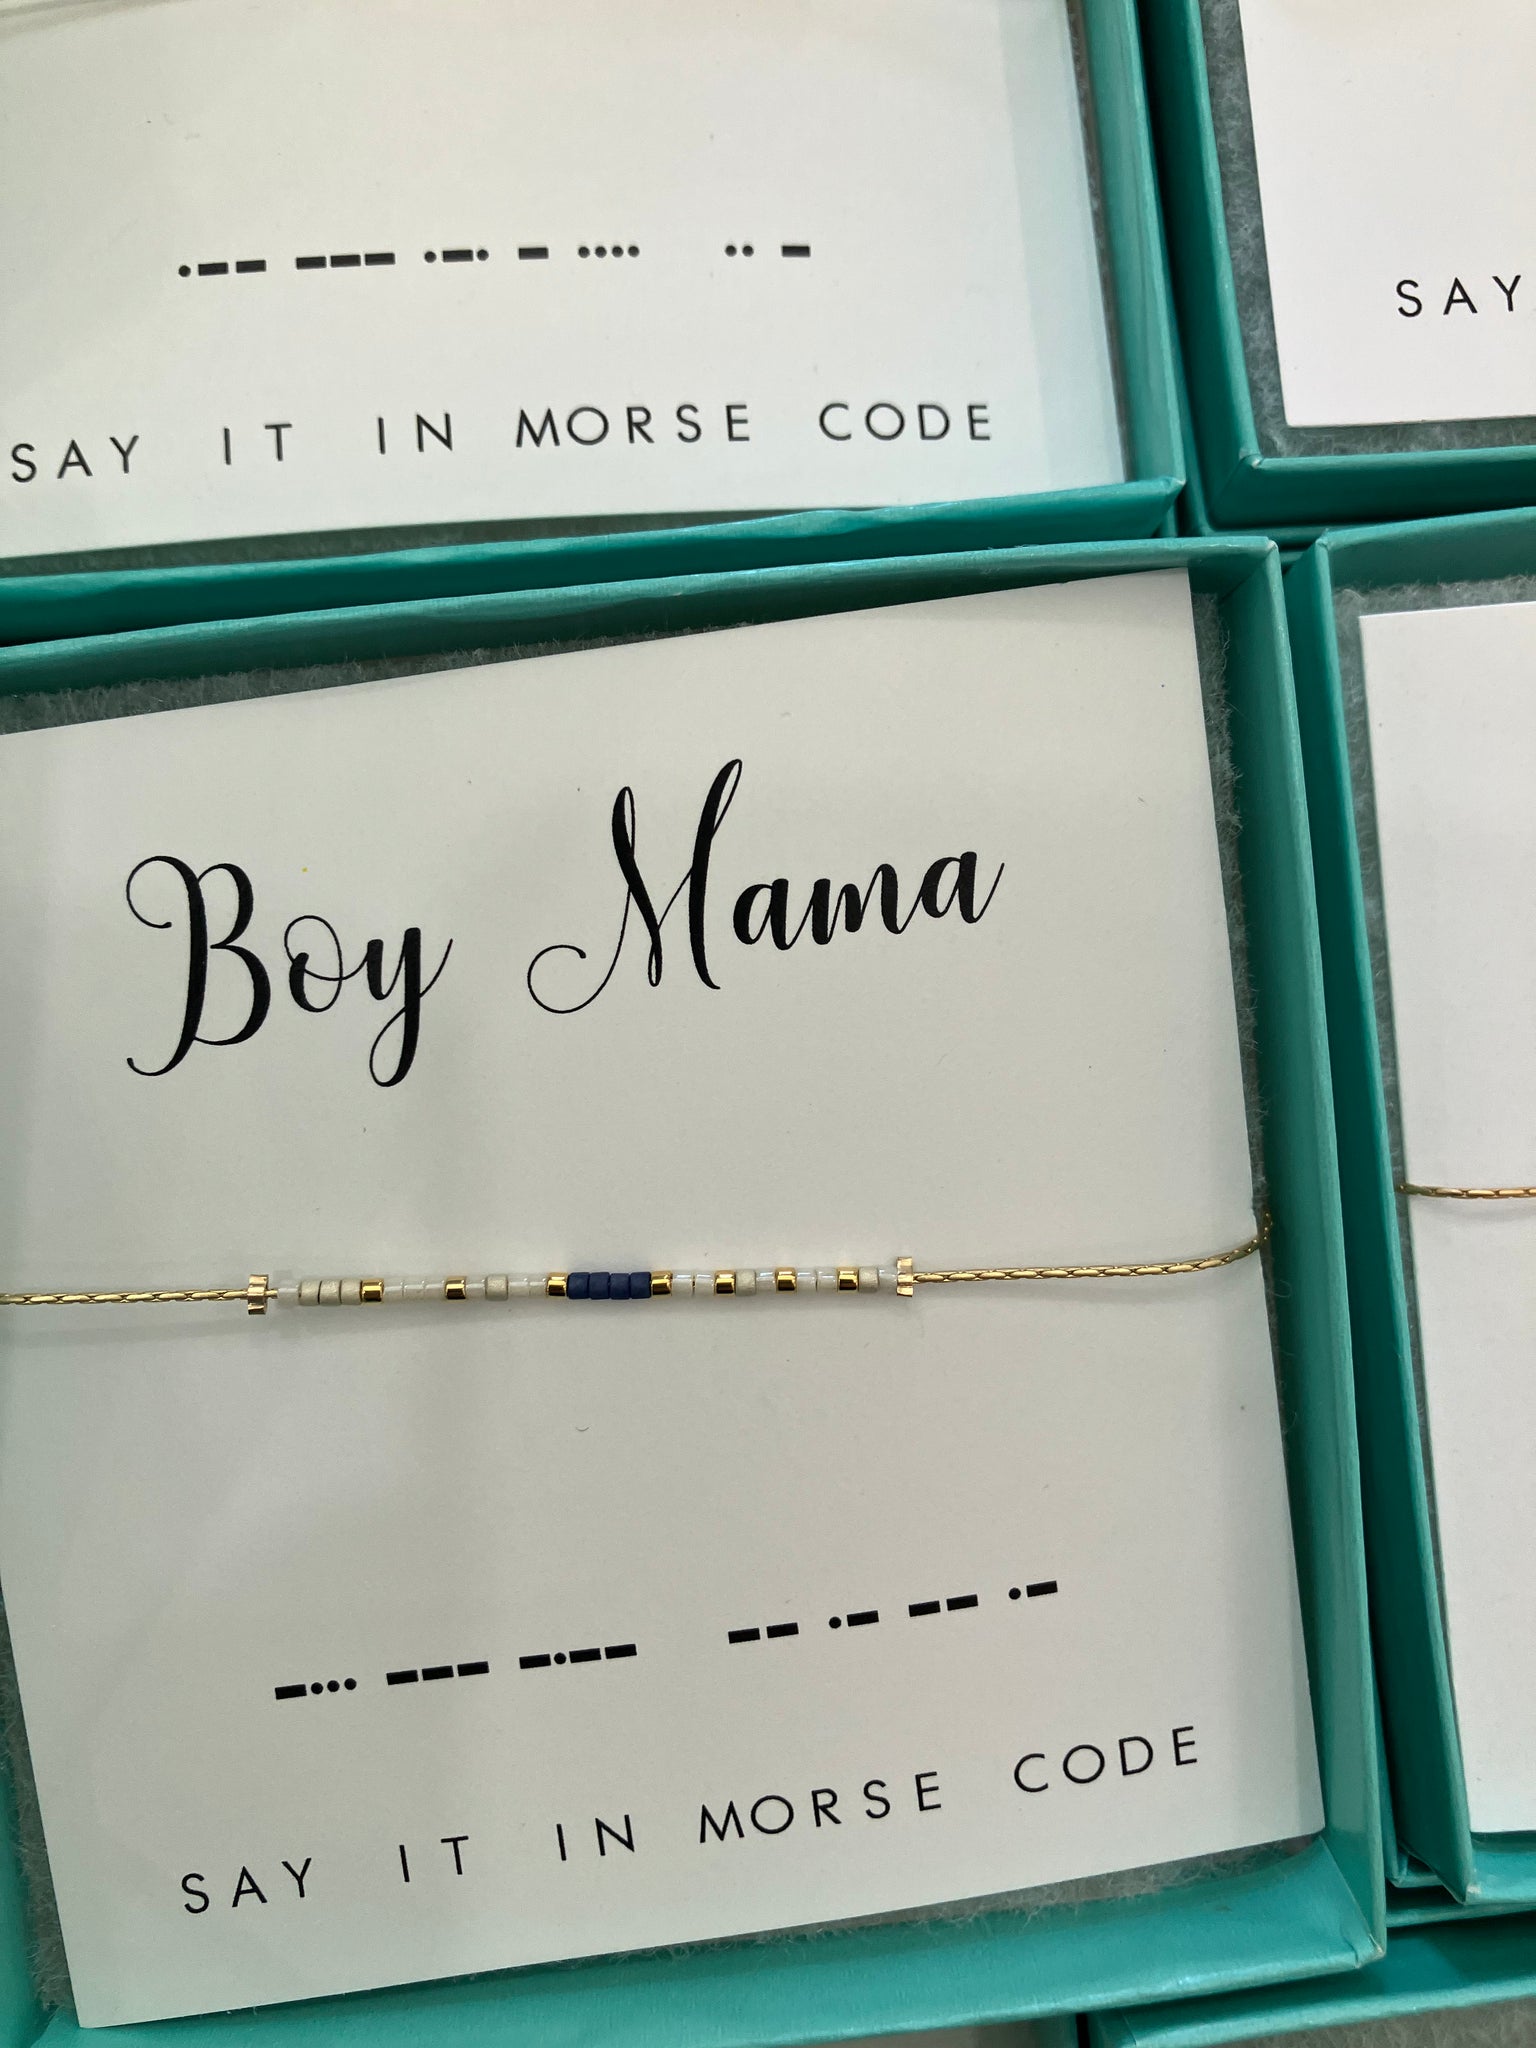 •−− −−− •−• − •••• •• −
SAY IT IN MORSE CODE
SAY
Boy Mama
−••• −−− −•−− −− •− −− •−
SAY IT IN MORSE CODE